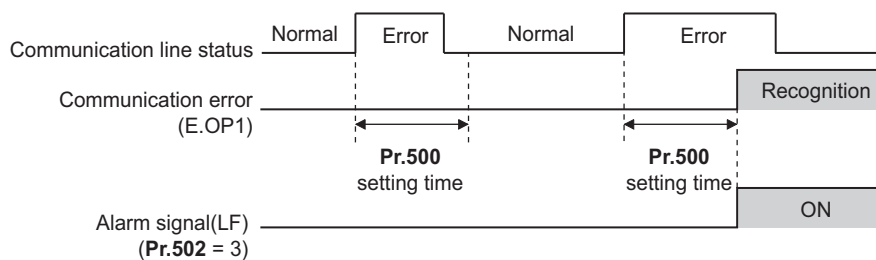 Normal Error Normal Error
Communication line status
Recognition
Communication error
(E.OP1)
Pr.500 Pr.500
setting time setting time
ON
Alarm signal(LF)
(Pr.502 = 3)